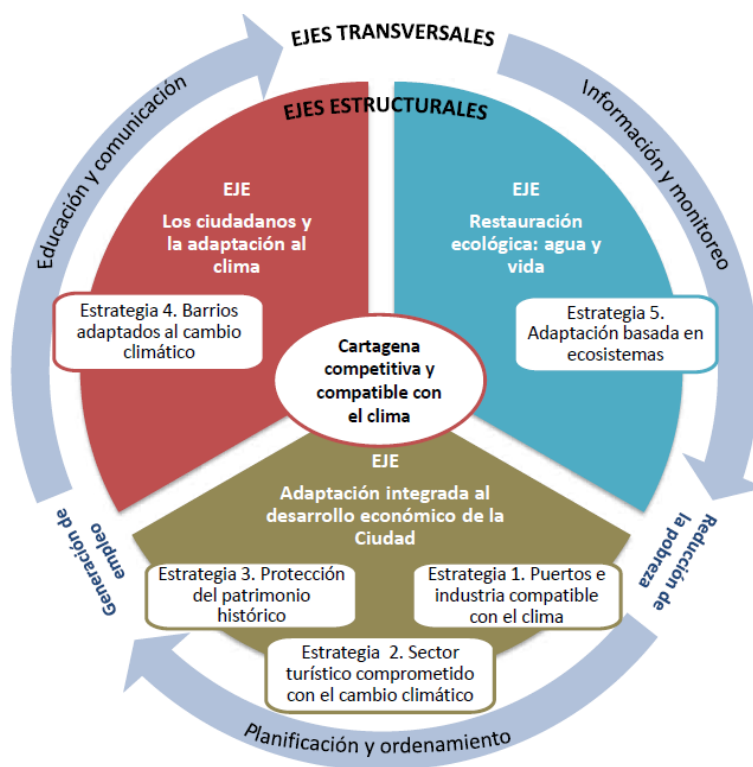 EJES TRANSVERSALES
EJES ESTRUCTURALES
Educación y comunicación
Información y monitoreo
EJE
Los ciudadanos y
la adaptación al
clima
Estrategia 4. Barrios
adaptados al cambio
climático
EJE
Restauración
ecológica: agua y
vida
Estrategia 5.
Adaptación basada en
ecosistemas
Cartagena
competitiva y
compatible con
el clima
EJE
Adaptación integrada al
desarrollo económico de la
Ciudad
Estrategia 3. Protección
del patrimonio
histórico
Estrategia 1. Puertos e
industria compatible
con el clima
Estrategia 2. Sector
turístico comprometido
con el cambio climático
Generación de
empleo
Reducción de
la pobreza
Planificación y ordenamiento